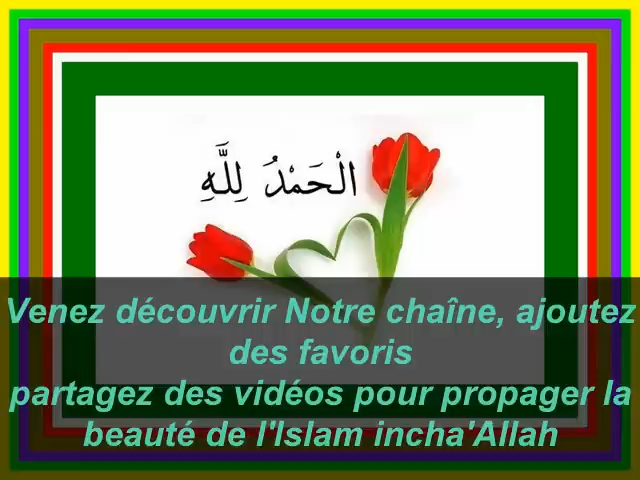 الْحَمْدُ لِلَّهِ
Venez découvrir Notre chaîne, ajoutez
des favoris
partagez des vidéos pour propager la
beauté de l'Islam incha'Allah